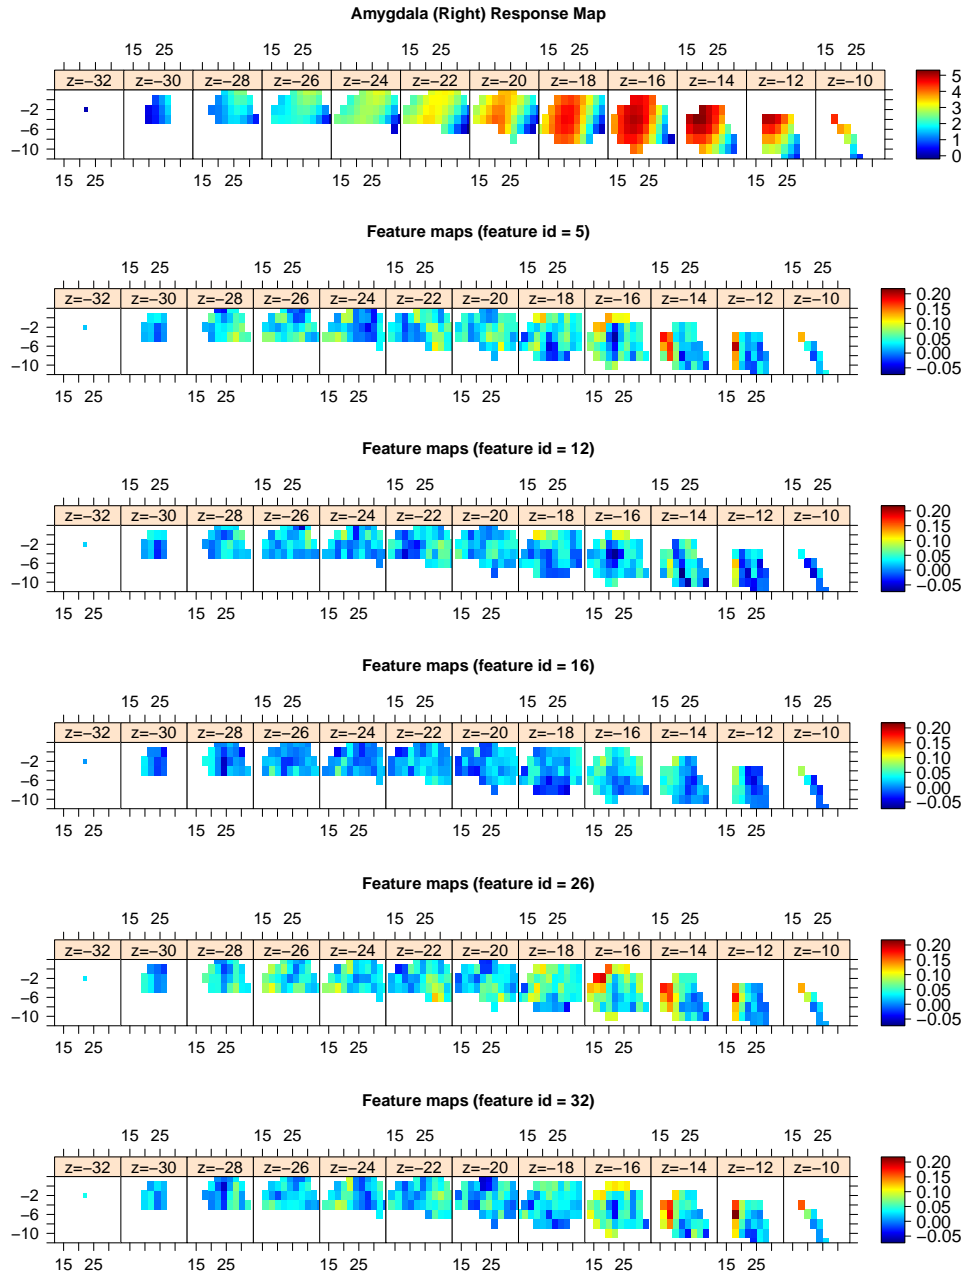 Amygdala (Right) Response Map
15 25 15 25 15 25 15 25 15 25 15 25
z=−32 z=−30 z=−28 z=−26 z=−24 z=−22 z=−20 z=−18 z=−16 z=−14 z=−12 z=−10
−2
−6
−10
5
4
3
2
1
0
15 25 15 25 15 25 15 25 15 25 15 25
Feature maps (feature id = 5)
15 25 15 25 15 25 15 25 15 25 15 25
z=−32 z=−30 z=−28 z=−26 z=−24 z=−22 z=−20 z=−18 z=−16 z=−14 z=−12 z=−10
−2
−6
−10
0.20
0.15
0.10
0.05
0.00
−0.05
15 25 15 25 15 25 15 25 15 25 15 25
Feature maps (feature id = 12)
15 25 15 25 15 25 15 25 15 25 15 25
z=−32 z=−30 z=−28 z=−26 z=−24 z=−22 z=−20 z=−18 z=−16 z=−14 z=−12 z=−10
−2
−6
−10
0.20
0.15
0.10
0.05
0.00
−0.05
15 25 15 25 15 25 15 25 15 25 15 25
Feature maps (feature id = 16)
15 25 15 25 15 25 15 25 15 25 15 25
z=−32 z=−30 z=−28 z=−26 z=−24 z=−22 z=−20 z=−18 z=−16 z=−14 z=−12 z=−10
−2
−6
−10
0.20
0.15
0.10
0.05
0.00
−0.05
15 25 15 25 15 25 15 25 15 25 15 25
Feature maps (feature id = 26)
15 25 15 25 15 25 15 25 15 25 15 25
z=−32 z=−30 z=−28 z=−26 z=−24 z=−22 z=−20 z=−18 z=−16 z=−14 z=−12 z=−10
−2
−6
−10
0.20
0.15
0.10
0.05
0.00
−0.05
15 25 15 25 15 25 15 25 15 25 15 25
Feature maps (feature id = 32)
15 25 15 25 15 25 15 25 15 25 15 25
z=−32 z=−30 z=−28 z=−26 z=−24 z=−22 z=−20 z=−18 z=−16 z=−14 z=−12 z=−10
−2
−6
−10
0.20
0.15
0.10
0.05
0.00
−0.05
15 25 15 25 15 25 15 25 15 25 15 25